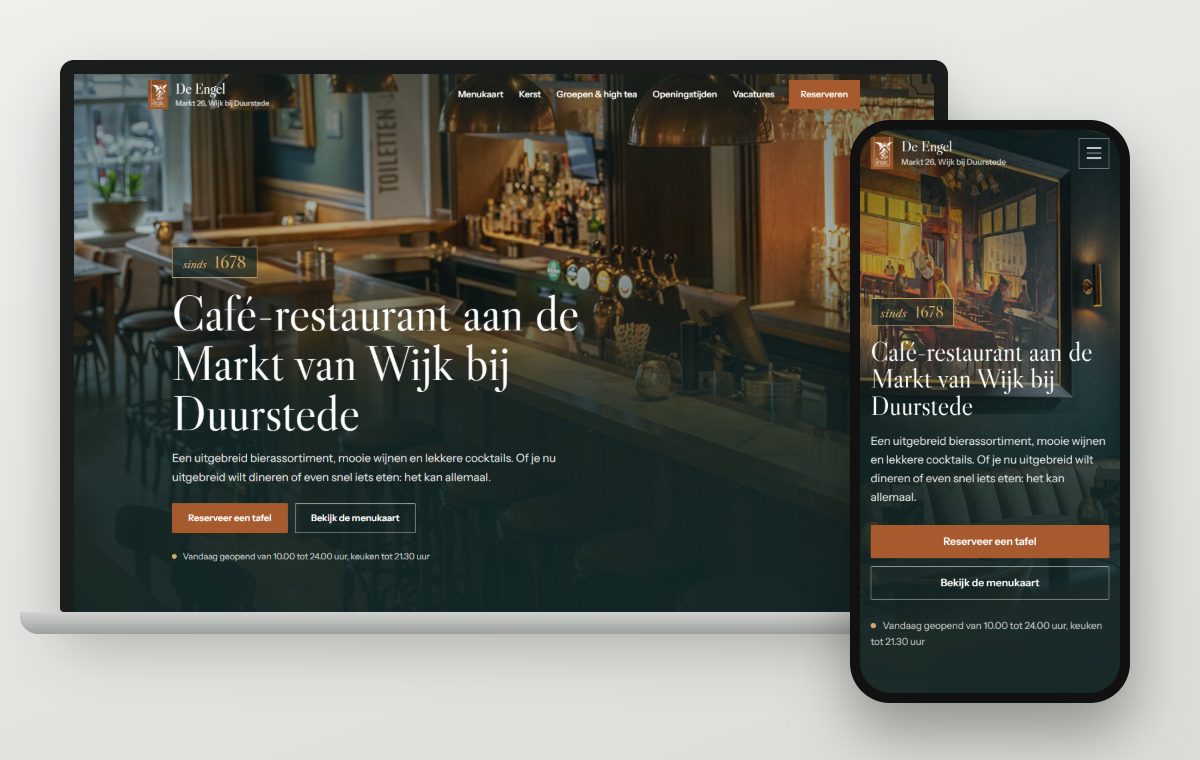 De Engel
Markt 26, Wijk bij Duurstede
Menukaart Kerst Groepen & high tea Openingstijden Vacatures Reserveren
TOILETTEN
sinds 1678
Café-restaurant aan de
Markt van Wijk bij
Duurstede
Een uitgebreid bierassortiment, mooie wijnen en lekkere cocktails. Of je nu
uitgebreid wilt dineren of even snel iets eten: het kan allemaal.
Reserveer een tafel Bekijk de menukaart
Vandaag geopend van 10.00 tot 24.00 uur, keuken tot 21.30 uur
De Engel
Markt 26, Wijk bij Duurstede
sinds 1678
Café-restaurant aan de
Markt van Wijk bij
Duurstede
Een uitgebreid bierassortiment, mooie wijnen
en lekkere cocktails. Of je nu uitgebreid wilt
dineren of even snel iets eten: het kan
allemaal.
Reserveer een tafel
Bekijk de menukaart
Vandaag geopend van 10.00 tot 24.00 uur, keuken
tot 21.30 uur